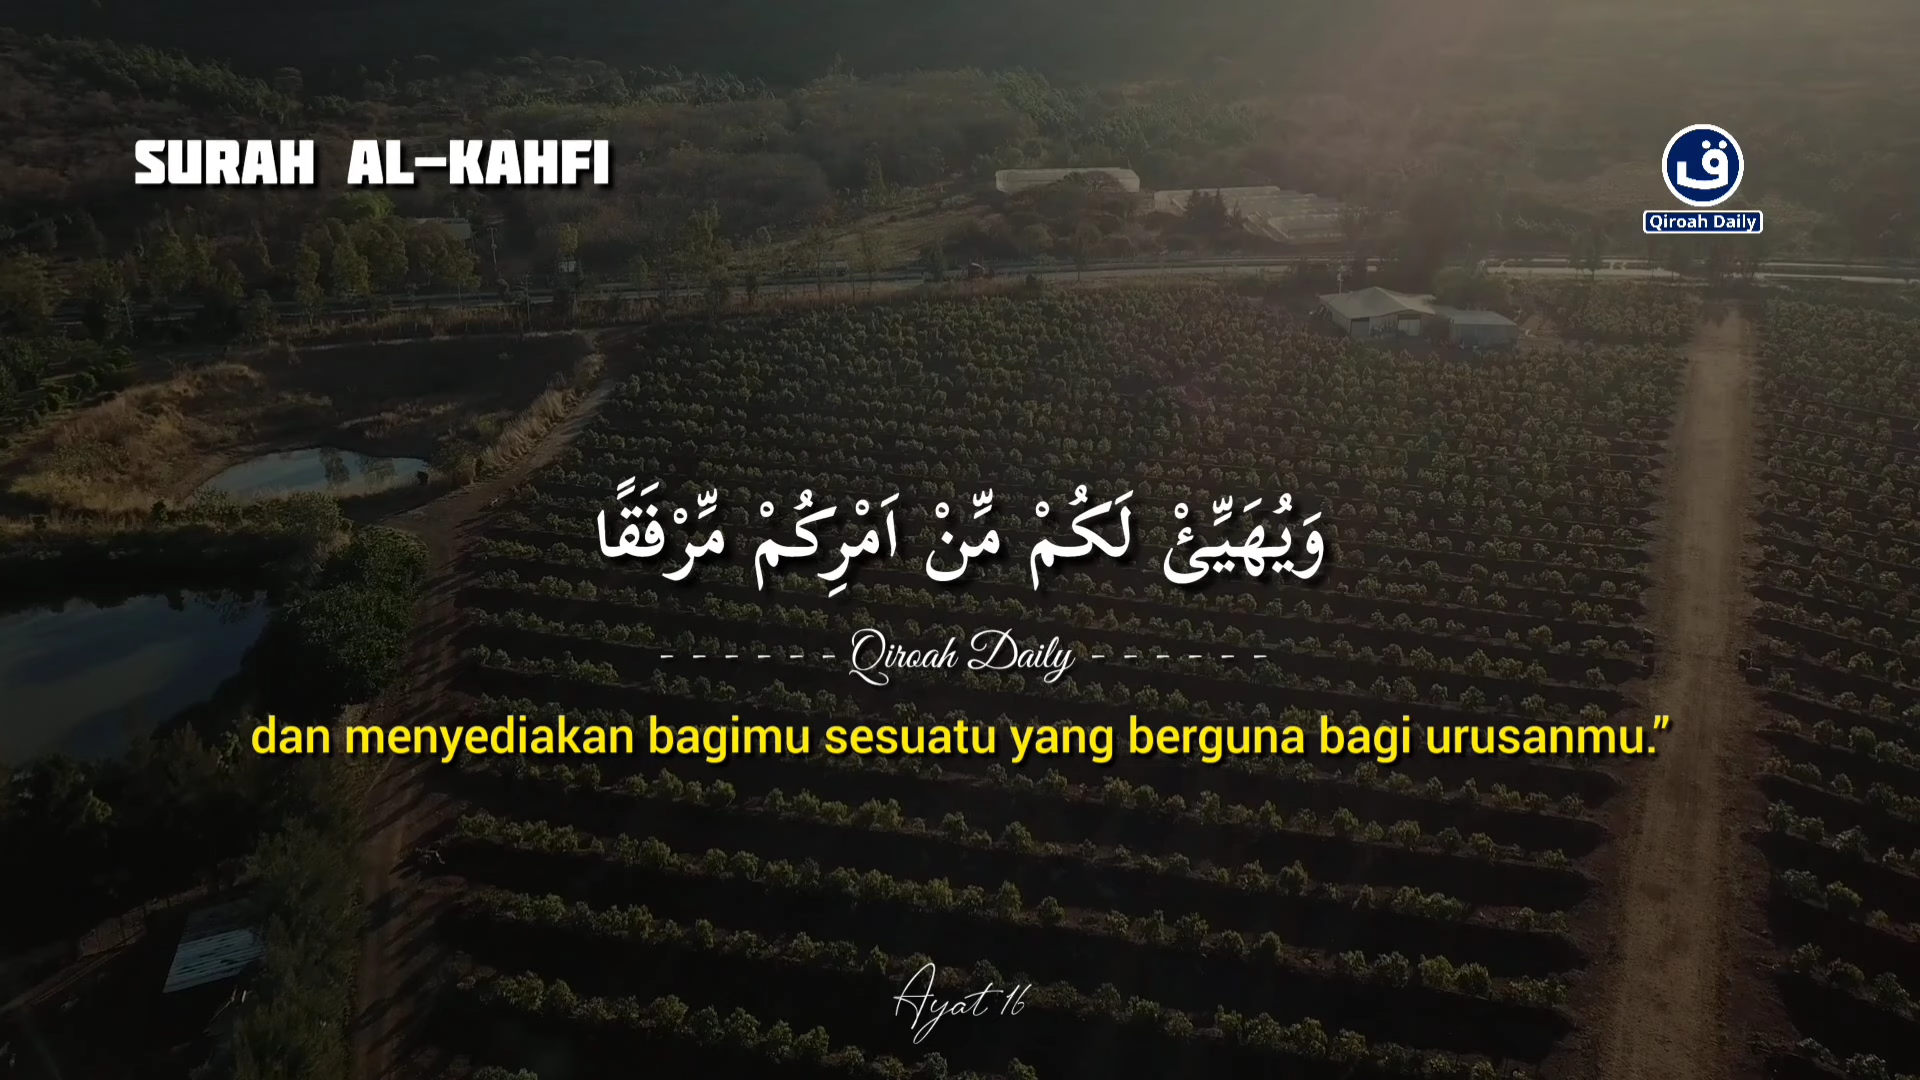 SURAH AL-KAHFI
ق
Qiroah Daily
وَيُهَيِّئْ لَكُمْ مِّنْ اَمْرِكُمْ مِّرْفَقًا
- - - - - - Qiroah Daily - - - - - -
dan menyediakan bagimu sesuatu yang berguna bagi urusanmu.”
Ayat 16